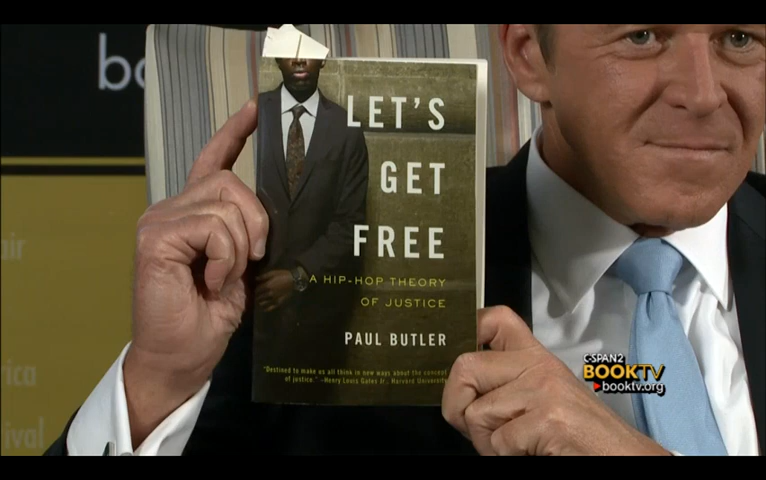 bo
LET'S
GET
FREE
A HIP-HOP THEORY
OF JUSTICE
PAUL BUTLER
"Destined to make us all think in new ways about the concept
of justice." –Henry Louis Gates Jr., Harvard University
air
rica
ival
C-SPAN2
BOOKTV
booktv.org